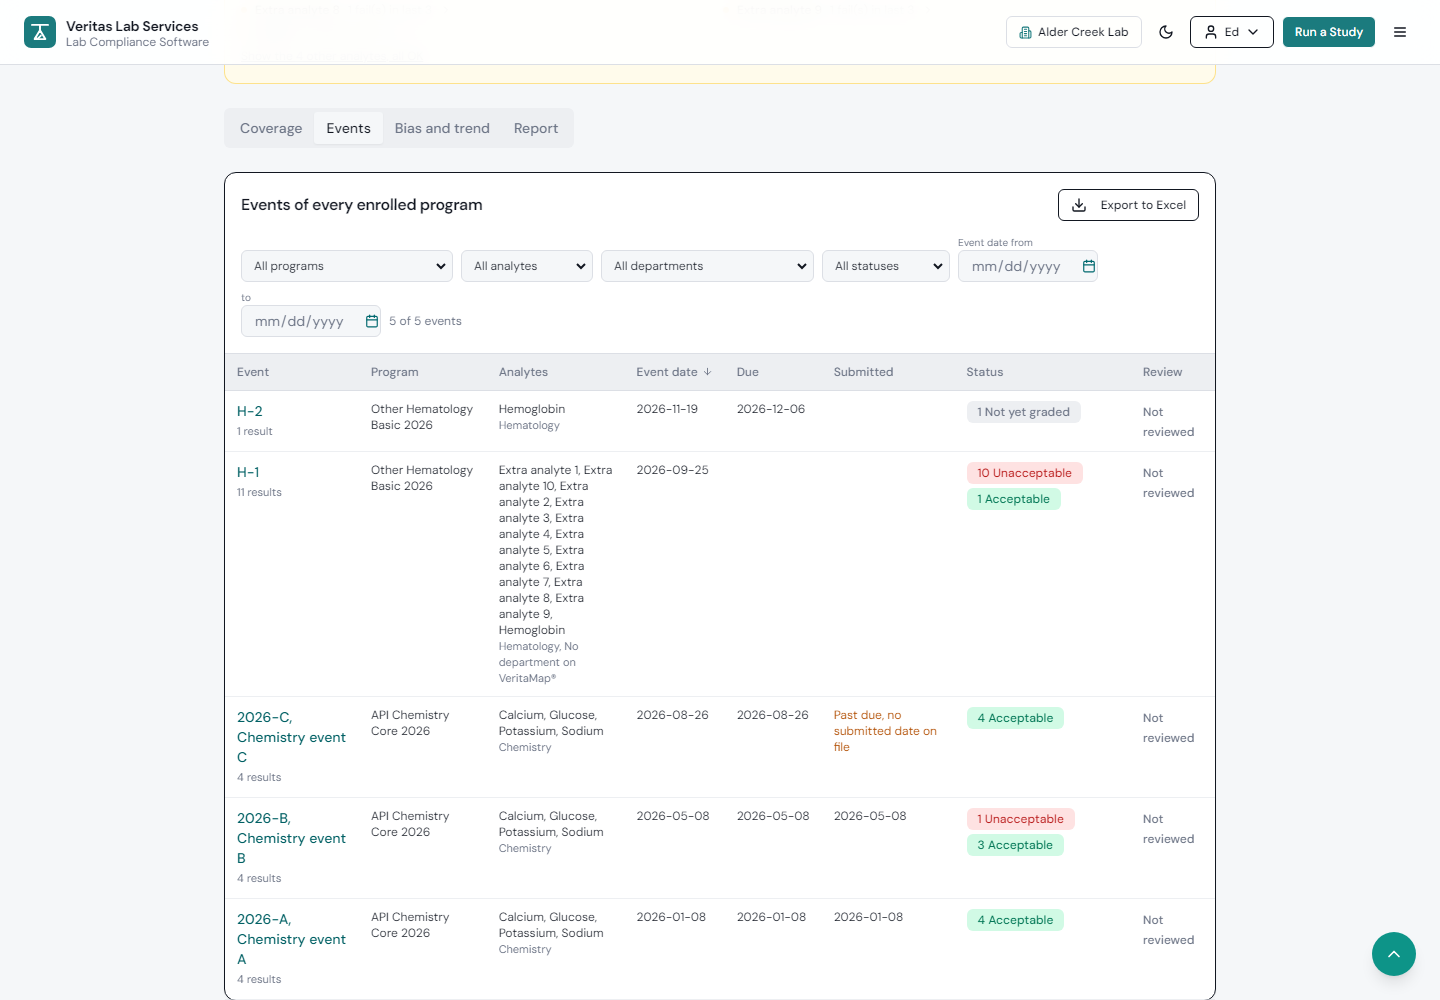 Veritas Lab Services
Lab Compliance Software
Alder Creek Lab
Ed
Run a Study
Coverage
Events
Bias and trend
Report
Events of every enrolled program
Export to Excel
All programs
All analytes
All departments
All statuses
Event date from
mm/dd/yyyy
to
mm/dd/yyyy
5 of 5 events
Event Program Analytes Event date ↓ Due Submitted Status Review
H-2
1 result
Other Hematology
Basic 2026
Hemoglobin
Hematology
2026-11-19
2026-12-06
1 Not yet graded
Not
reviewed
H-1
11 results
Other Hematology
Basic 2026
Extra analyte 1, Extra
analyte 10, Extra
analyte 2, Extra
analyte 3, Extra
analyte 4, Extra
analyte 5, Extra
analyte 6, Extra
analyte 7, Extra
analyte 8, Extra
analyte 9,
Hemoglobin
Hematology, No
department on
VeritaMap®
2026-09-25
10 Unacceptable
1 Acceptable
Not
reviewed
2026-C,
Chemistry event
C
4 results
API Chemistry
Core 2026
Calcium, Glucose,
Potassium, Sodium
Chemistry
2026-08-26
2026-08-26
Past due, no
submitted date on
file
4 Acceptable
Not
reviewed
2026-B,
Chemistry event
B
4 results
API Chemistry
Core 2026
Calcium, Glucose,
Potassium, Sodium
Chemistry
2026-05-08
2026-05-08
2026-05-08
1 Unacceptable
3 Acceptable
Not
reviewed
2026-A,
Chemistry event
A
4 results
API Chemistry
Core 2026
Calcium, Glucose,
Potassium, Sodium
Chemistry
2026-01-08
2026-01-08
2026-01-08
4 Acceptable
Not
reviewed